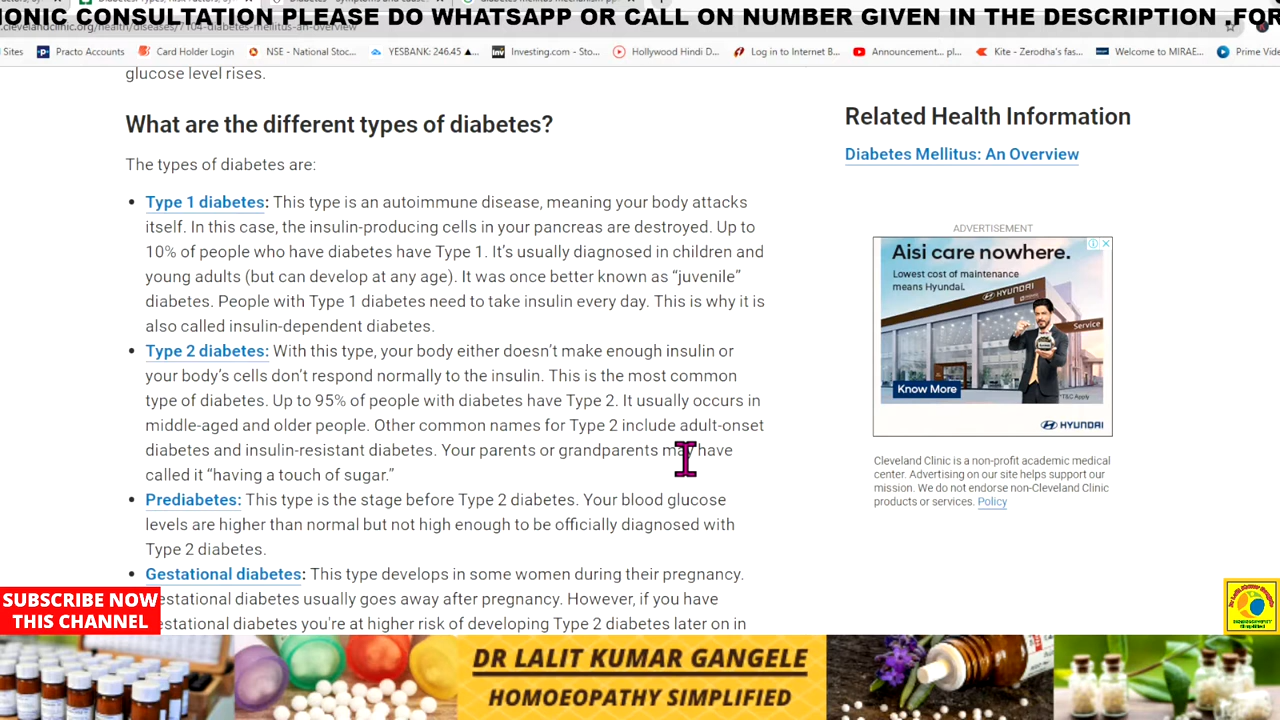 IONIC CONSULTATION PLEASE DO WHATSAPP OR CALL ON NUMBER GIVEN IN THE DESCRIPTION .FOR
.clevelandclinic.org/health/diseases/7104-diabetes-mellitus-an-overview
Sites Practo Accounts Card Holder Login NSE - National Stoc... YESBANK: 246.45 ▲... Investing.com - Sto... Hollywood Hindi D... Log in to Internet B... Announcement... pl... Kite - Zerodha's fas... Welcome to MIRAE... Prime Vide
glucose level rises.
What are the different types of diabetes?
The types of diabetes are:
• Type 1 diabetes: This type is an autoimmune disease, meaning your body attacks
itself. In this case, the insulin-producing cells in your pancreas are destroyed. Up to
10% of people who have diabetes have Type 1. It's usually diagnosed in children and
young adults (but can develop at any age). It was once better known as “juvenile”
diabetes. People with Type 1 diabetes need to take insulin every day. This is why it is
also called insulin-dependent diabetes.
• Type 2 diabetes: With this type, your body either doesn't make enough insulin or
your body's cells don't respond normally to the insulin. This is the most common
type of diabetes. Up to 95% of people with diabetes have Type 2. It usually occurs in
middle-aged and older people. Other common names for Type 2 include adult-onset
diabetes and insulin-resistant diabetes. Your parents or grandparents may have
called it “having a touch of sugar.”
• Prediabetes: This type is the stage before Type 2 diabetes. Your blood glucose
levels are higher than normal but not high enough to be officially diagnosed with
Type 2 diabetes.
• Gestational diabetes: This type develops in some women during their pregnancy.
estational diabetes usually goes away after pregnancy. However, if you have
estational diabetes you're at higher risk of developing Type 2 diabetes later on in
Related Health Information
Diabetes Mellitus: An Overview
ADVERTISEMENT
Aisi care nowhere.
Lowest cost of maintenance
means Hyundai.
HYUNDAI
Service
Know More
*T&C Apply
HYUNDAI
Cleveland Clinic is a non-profit academic medical
center. Advertising on our site helps support our
mission. We do not endorse non-Cleveland Clinic
products or services. Policy
SUBSCRIBE NOW
THIS CHANNEL
DR LALIT KUMAR GANGELE
HOMOEOPATHY SIMPLIFIED